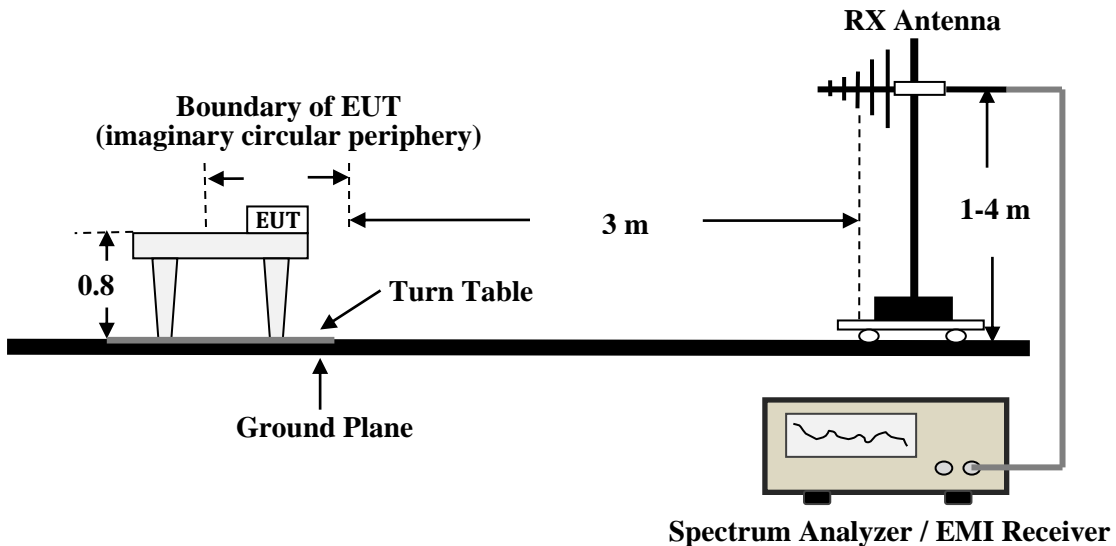 RX Antenna
Boundary of EUT
(imaginary circular periphery)
EUT
3 m
1-4 m
0.8
Turn Table
Ground Plane
Spectrum Analyzer / EMI Receiver